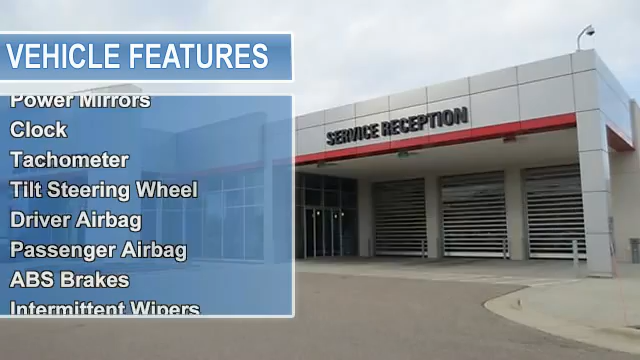 VEHICLE FEATURES
Power Mirrors
Clock
Tachometer
Tilt Steering Wheel
Driver Airbag
Passenger Airbag
ABS Brakes
Intermittent Wipers
SERVICE RECEPTION